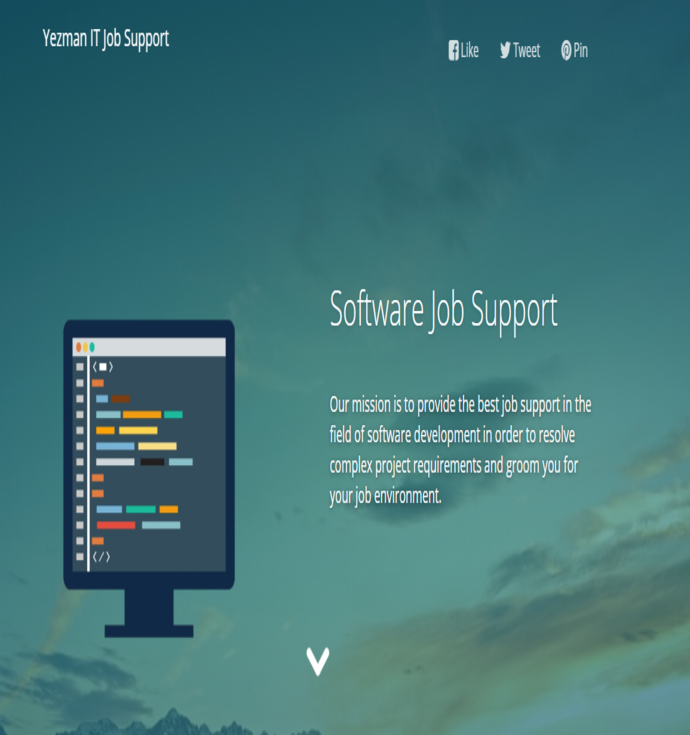 Yezman IT Job Support
Like Tweet Pin
Software Job Support
Our mission is to provide the best job support in the
field of software development in order to resolve
complex project requirements and groom you for
your job environment.